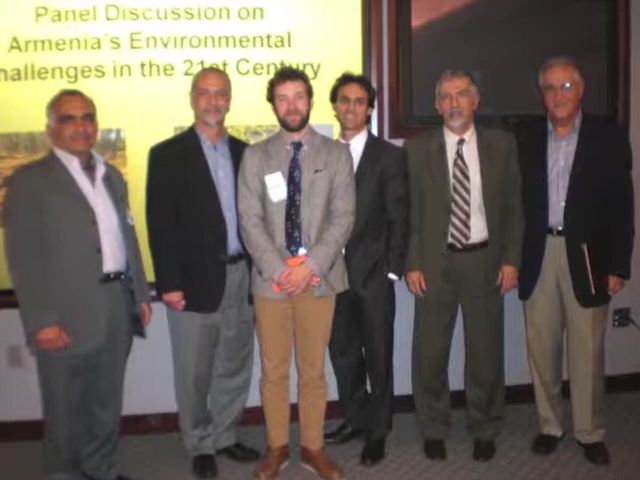 Panel Discussion on
Armenia's Environmental
hallenges in the 21st Century